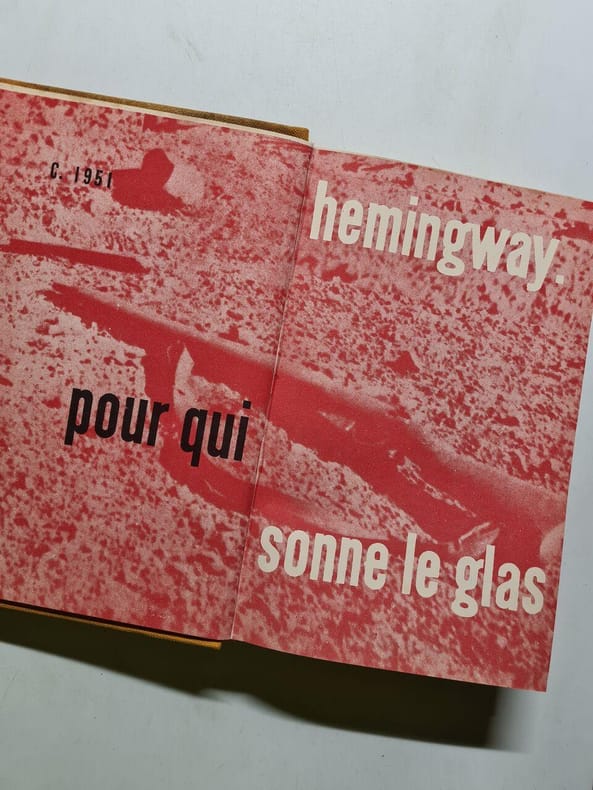 C. 1951
hemingway.
pour qui
sonne le glas